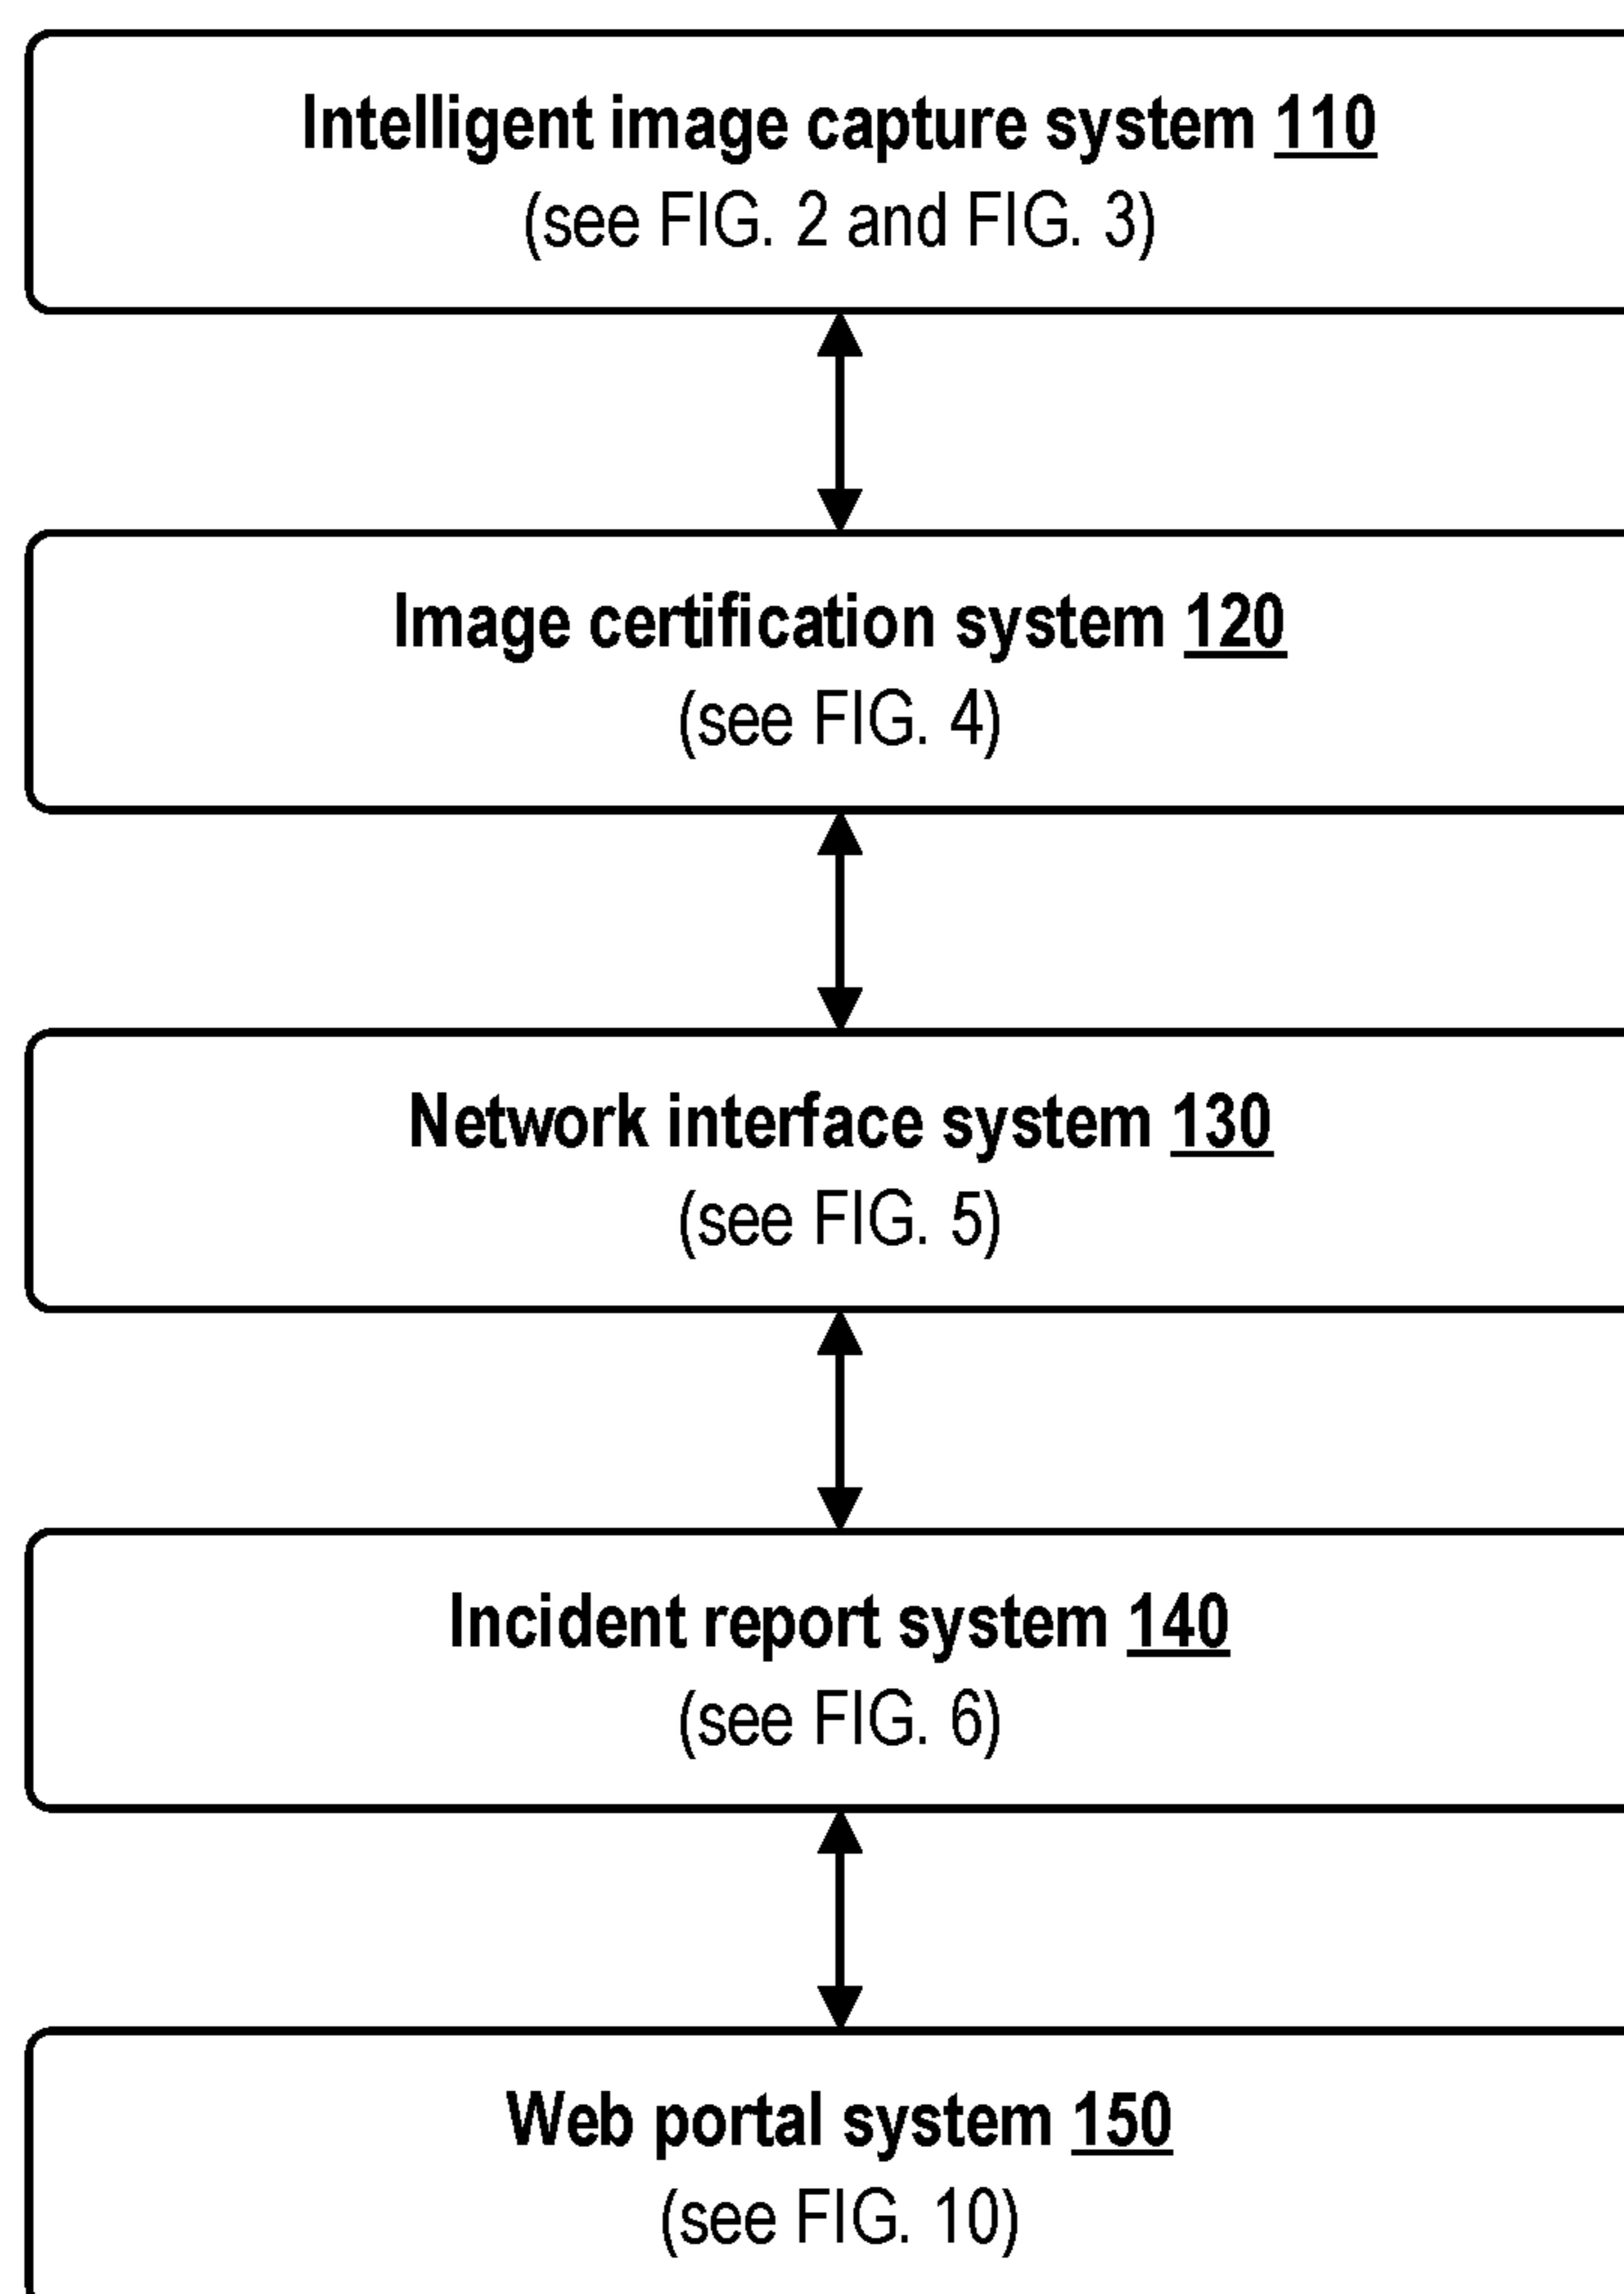 Intelligent image capture system 110
(see FIG. 2 and FIG. 3)
Image certification system 120
(see FIG. 4)
Network interface system 130
(see FIG. 5)
Incident report system 140
(see FIG. 6)
Web portal system 150
(see FIG. 10)